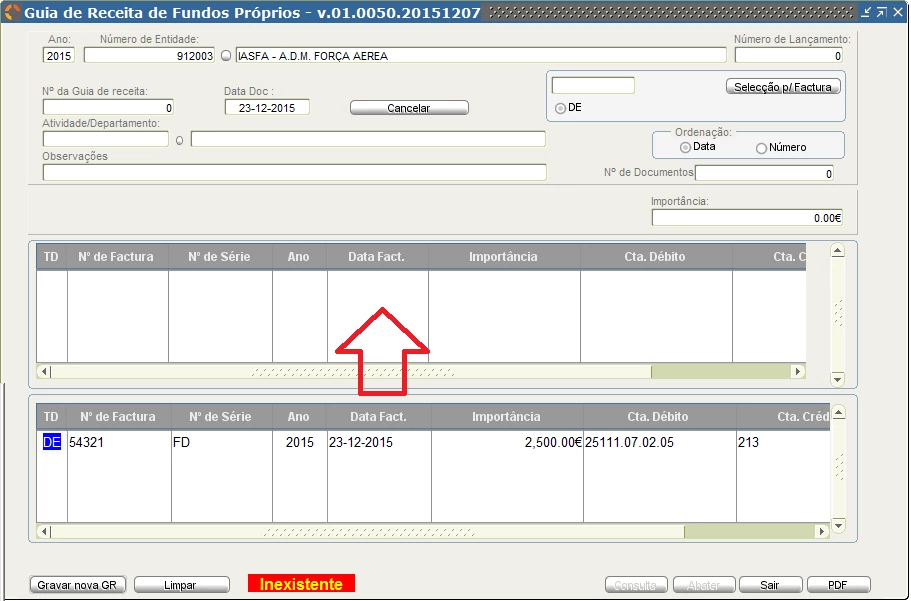 Guia de Receita de Fundos Próprios - v.01.0050.20151207
Ano: Número de Entidade: Número de Lançamento:
2015 912003 IASFA - A.D.M. FORÇA AEREA 0
Nº da Guia de receita: Data Doc : Selecção p/ Factura
0 23-12-2015 Cancelar DE
Atividade/Departamento: Ordenação:
Data Número
Observações
Nº de Documentos 0
Importância:
0.00€
TD Nº de Factura Nº de Série Ano Data Fact. Importância Cta. Débito Cta. C
TD Nº de Factura Nº de Série Ano Data Fact. Importância Cta. Débito Cta. Créd
DE 54321 FD 2015 23-12-2015 2,500.00€ 25111.07.02.05 213
Gravar nova GR Limpar Inexistente Consulta Abater Sair PDF